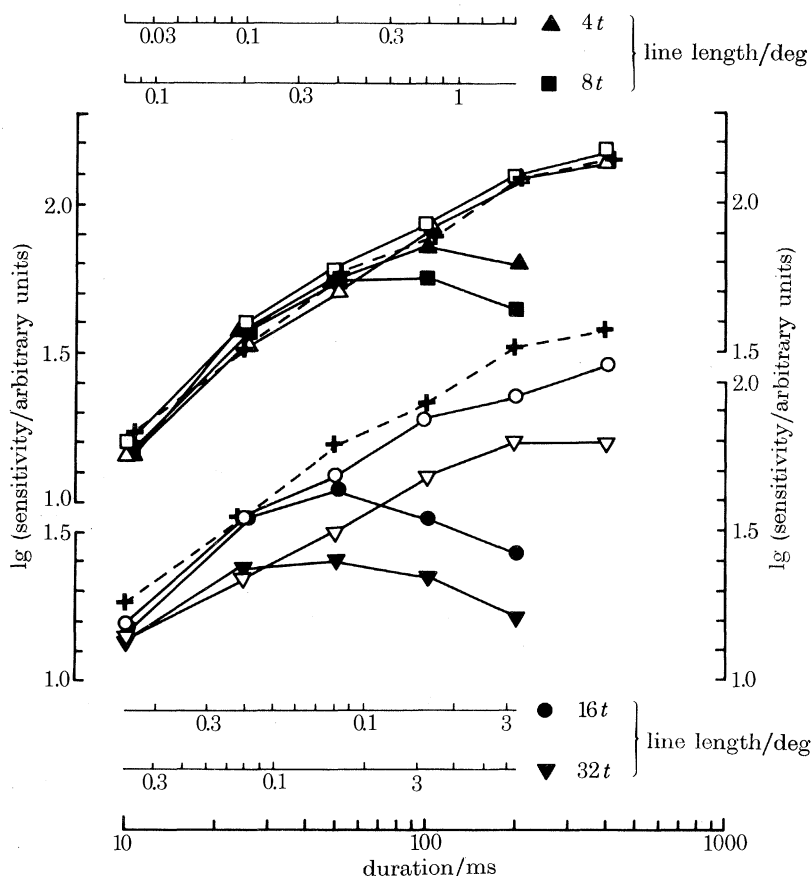 0.03 0.1 0.3 ▲ 4t
line length/deg
0.1 0.3 1 ■ 8t
lg (sensitivity/arbitrary units)
2.0
1.5
1.0
1.5
1.0
2.0
1.5
2.0
1.5
1.0
lg (sensitivity/arbitrary units)
0.3 0.1 3 ● 16t
line length/deg
0.3 0.1 3 ▼ 32t
10 100 1000
duration/ms